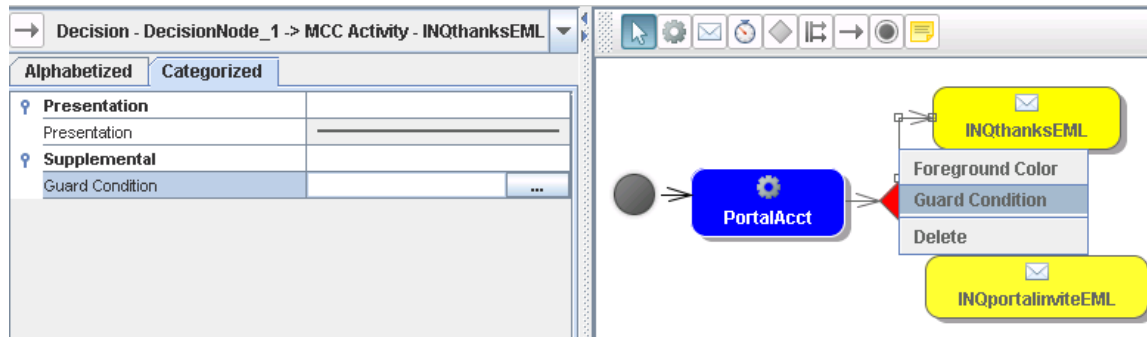 Decision - DecisionNode_1 -> MCC Activity - INQthanksEML
Alphabetized
Categorized
Presentation
Presentation
Supplemental
Guard Condition
...
PortalAcct
INQthanksEML
Foreground Color
Guard Condition
Delete
INQportalinviteEML